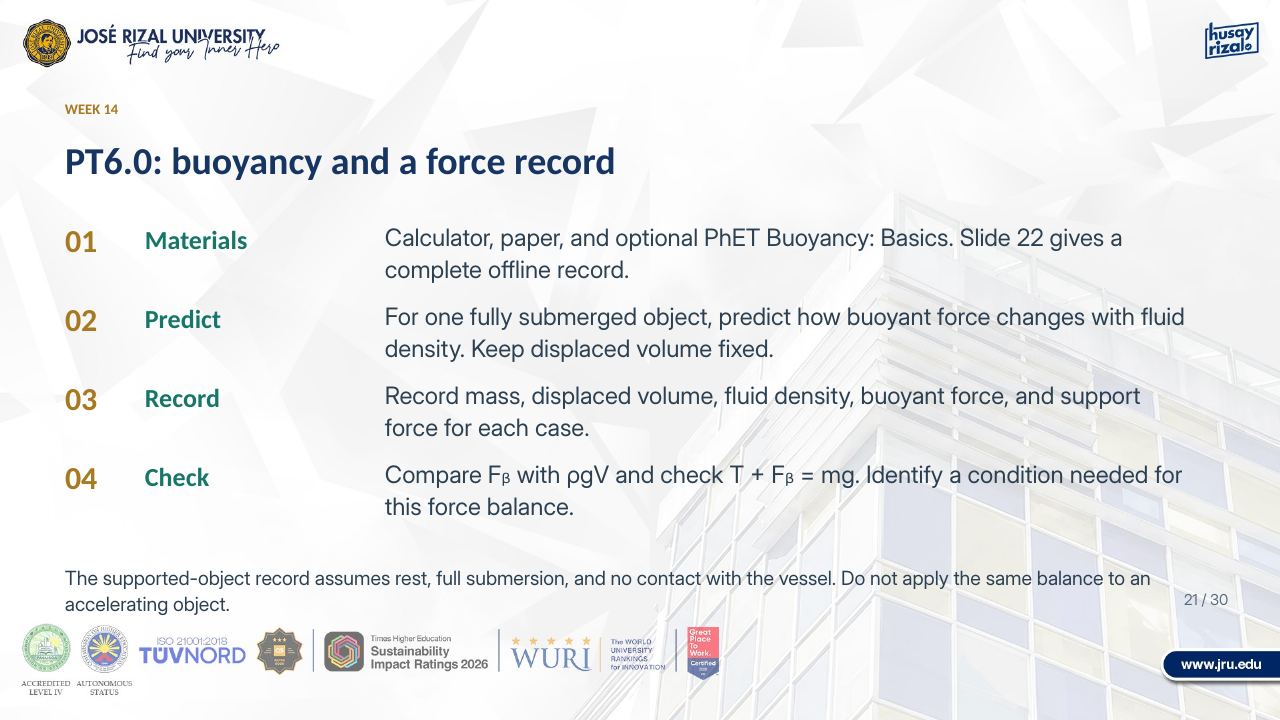 JOSÉ RIZAL UNIVERSITY
Find your Inner Hero
husay
rizal
WEEK 14
PT6.0: buoyancy and a force record
01 Materials Calculator, paper, and optional PhET Buoyancy: Basics. Slide 22 gives a
complete offline record.
02 Predict For one fully submerged object, predict how buoyant force changes with fluid
density. Keep displaced volume fixed.
03 Record Record mass, displaced volume, fluid density, buoyant force, and support
force for each case.
04 Check Compare Fᵦ with ρgV and check T + Fᵦ = mg. Identify a condition needed for
this force balance.
The supported-object record assumes rest, full submersion, and no contact with the vessel. Do not apply the same balance to an
accelerating object.
21 / 30
ACCREDITED
LEVEL IV
AUTONOMOUS
STATUS
ISO 21001:2018
TÜVNORD
Times Higher Education
Sustainability
Impact Ratings 2026
WURI
The WORLD
UNIVERSITY
RANKINGS
for INNOVATION
Great
Place
To
Work.
Certified
www.jru.edu